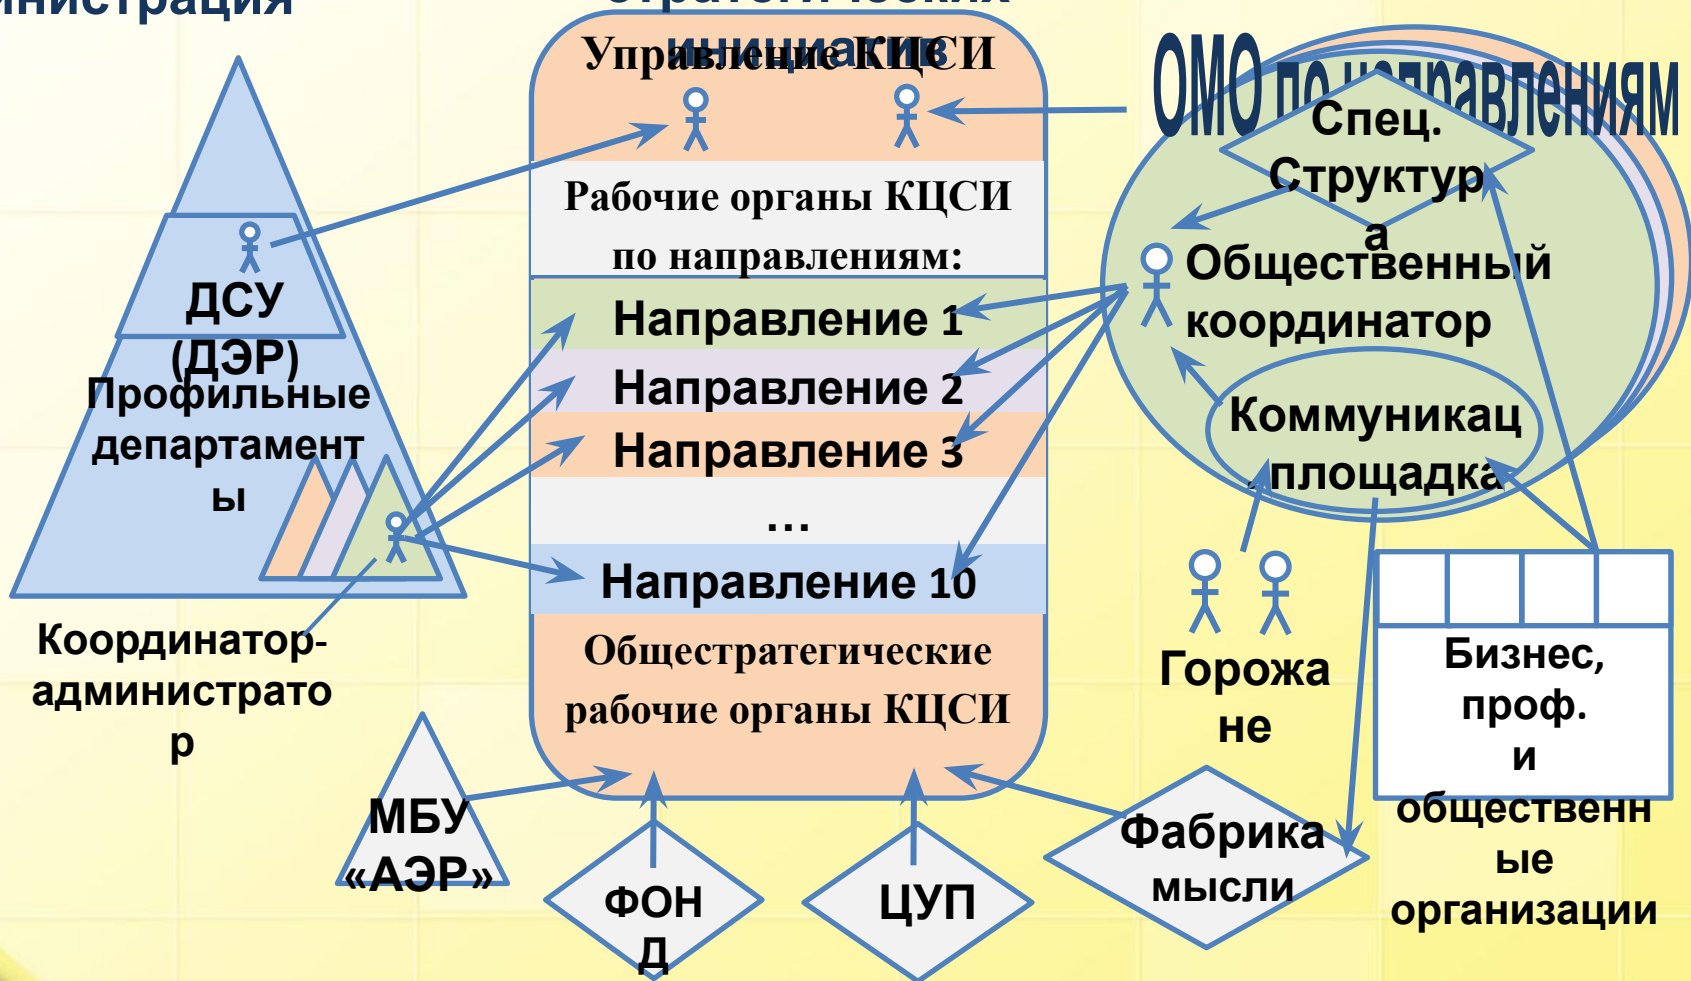 стратегических
инициатив
Управление КЦСИ
ОМО по направлениям
Спец.
Структур
а
Рабочие органы КЦСИ
по направлениям:
ДСУ
(ДЭР)
Общественный
координатор
Направление 1
Профильные
департамент
ы
Направление 2
Направление 3
…
Направление 10
Коммуникац
.площадка
Координатор-
администрато
р
Общестратегические
рабочие органы КЦСИ
Горожа
не
Бизнес,
проф.
и
общественн
ые
организации
МБУ
«АЭР»
ФОН
Д
ЦУП
Фабрика
мысли